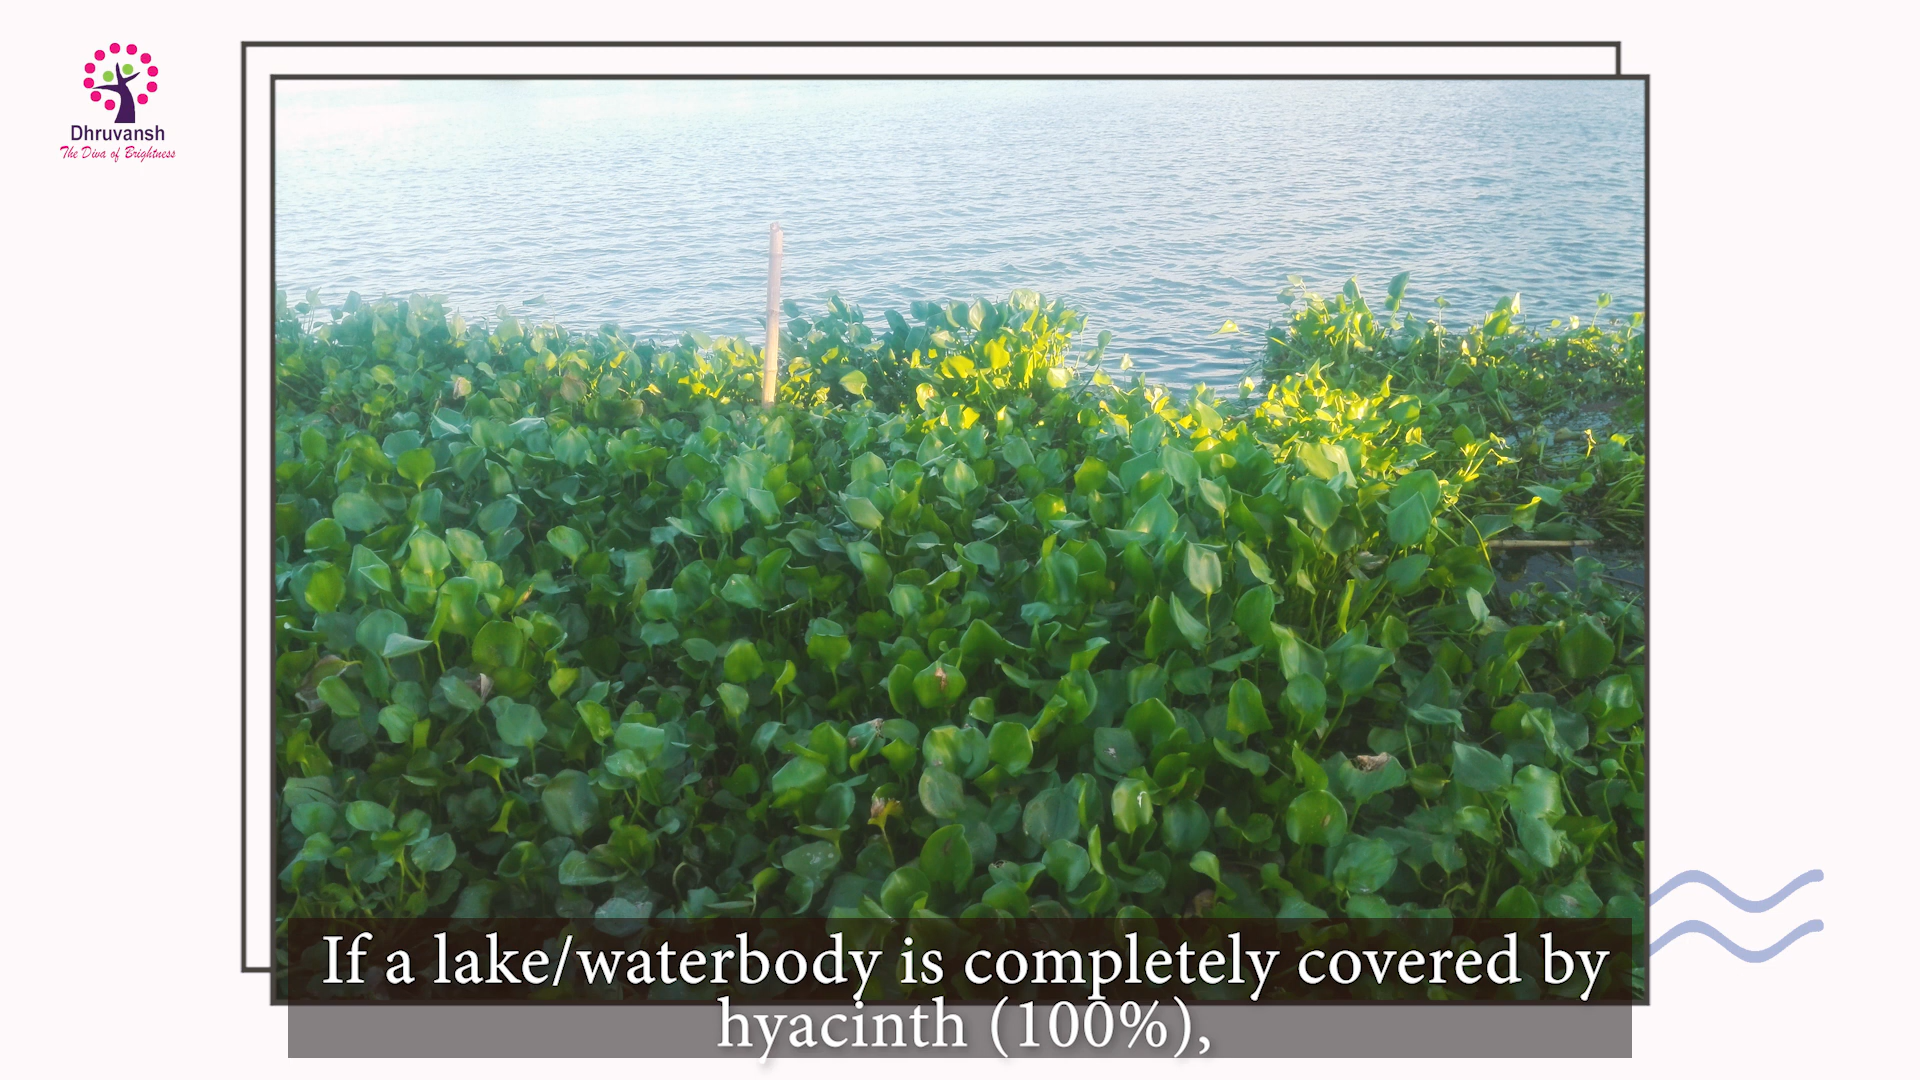 Dhruvansh
The Diva of Brightness
If a lake/waterbody is completely covered by
hyacinth (100%),